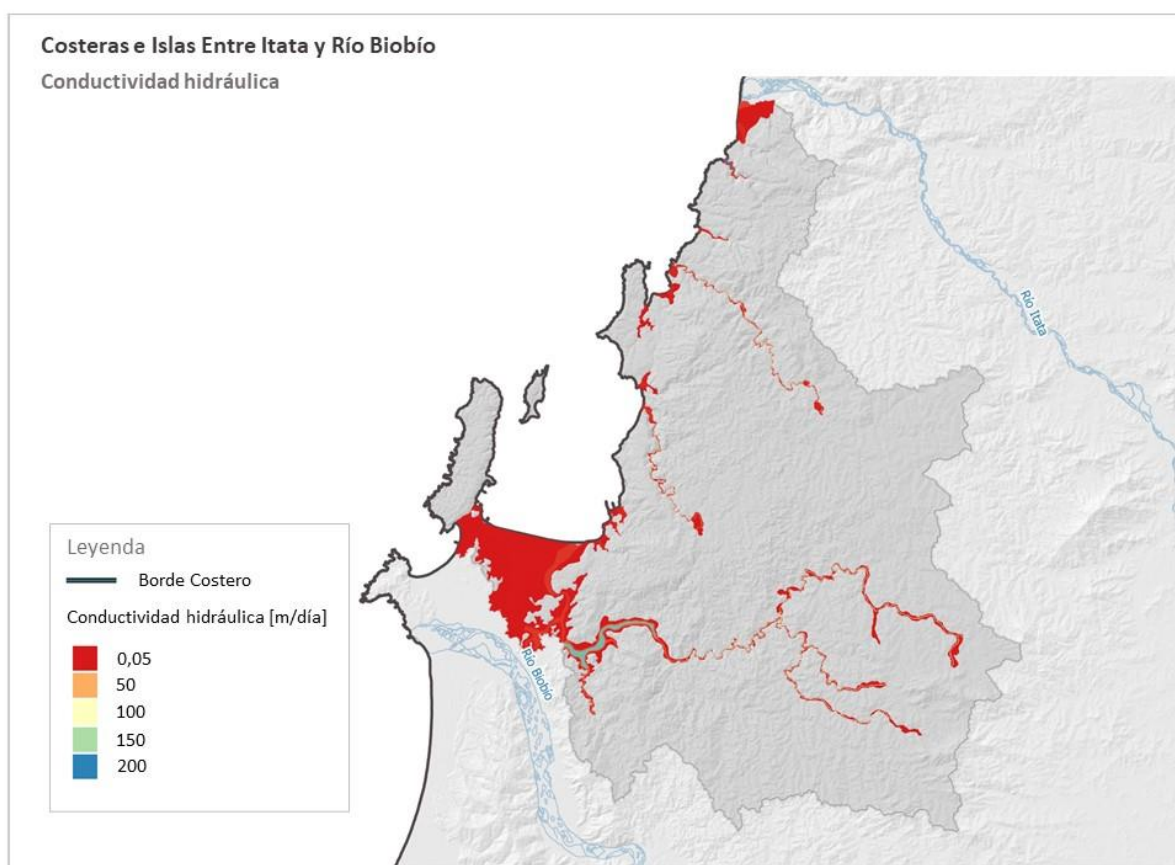 Costeras e Islas Entre Itata y Río Biobío
Conductividad hidráulica
Río Itata
Río Biobío
Leyenda
Borde Costero
Conductividad hidráulica [m/día]
0,05
50
100
150
200